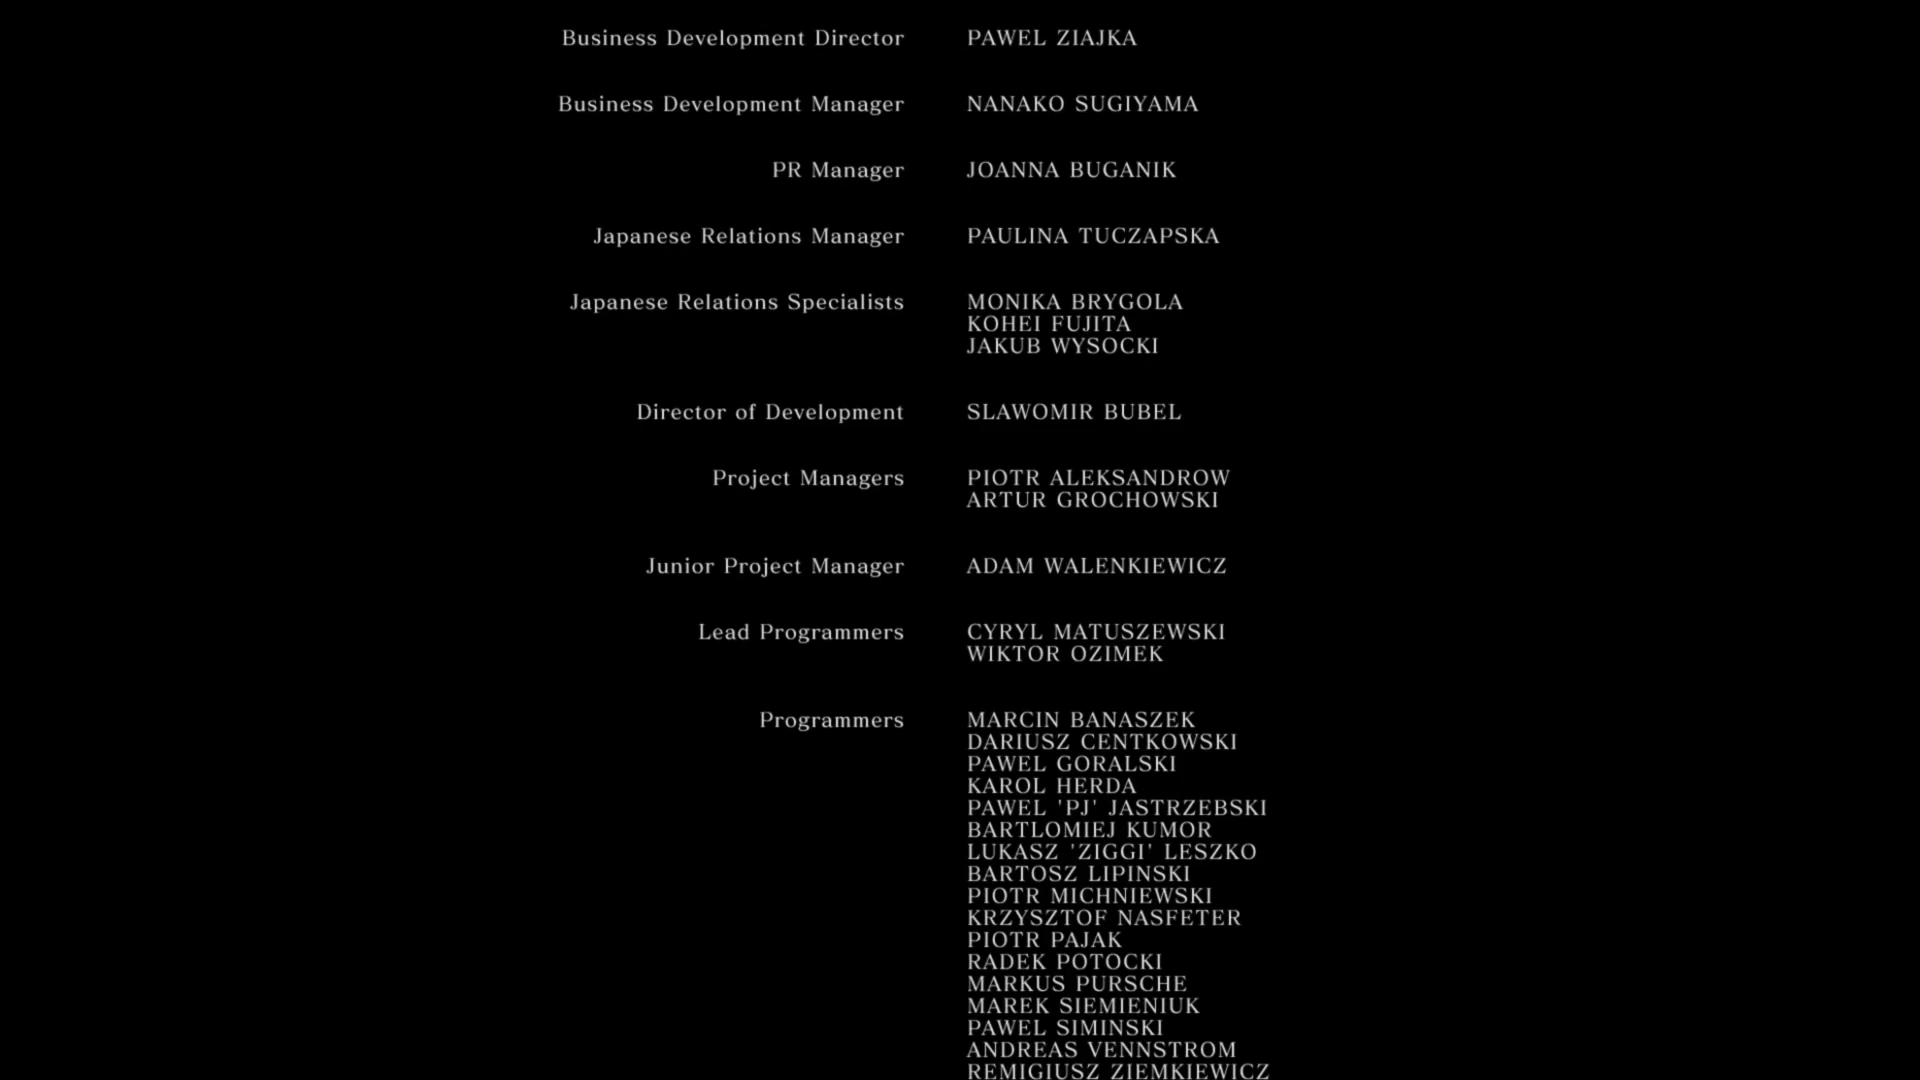 Business Development Director PAWEL ZIAJKA
Business Development Manager NANAKO SUGIYAMA
PR Manager JOANNA BUGANIK
Japanese Relations Manager PAULINA TUCZAPSKA
Japanese Relations Specialists MONIKA BRYGOLA
KOHEI FUJITA
JAKUB WYSOCKI
Director of Development SLAWOMIR BUBEL
Project Managers PIOTR ALEKSANDROW
ARTUR GROCHOWSKI
Junior Project Manager ADAM WALENKIEWICZ
Lead Programmers CYRYL MATUSZEWSKI
WIKTOR OZIMEK
Programmers MARCIN BANASZEK
DARIUSZ CENTKOWSKI
PAWEL GORALSKI
KAROL HERDA
PAWEL 'PJ' JASTRZEBSKI
BARTLOMIEJ KUMOR
LUKASZ 'ZIGGI' LESZKO
BARTOSZ LIPINSKI
PIOTR MICHNIEWSKI
KRZYSZTOF NASFETER
PIOTR PAJAK
RADEK POTOCKI
MARKUS PURSCHE
MAREK SIEMIENIUK
PAWEL SIMINSKI
ANDREAS VENNSTROM
REMIGIUSZ ZIEMKIEWICZ